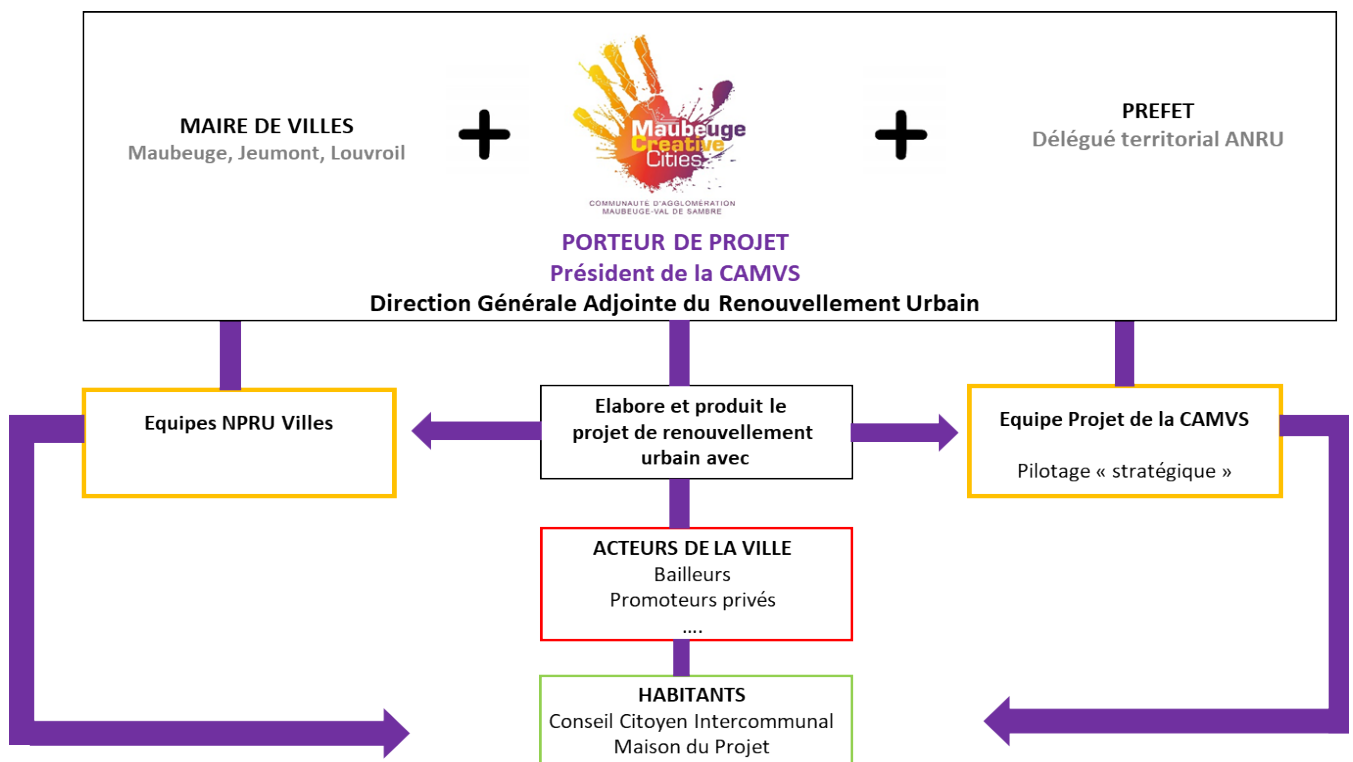 MAIRE DE VILLES
Maubeuge, Jeumont, Louvroil
Maubeuge
Creative
Cities
COMMUNAUTÉ D'AGGLOMÉRATION
MAUBEUGE-VAL DE SAMBRE
PREFET
Délégué territorial ANRU
PORTEUR DE PROJET
Président de la CAMVS
Direction Générale Adjointe du Renouvellement Urbain
Equipes NPRU Villes
Elabore et produit le
projet de renouvellement
urbain avec
Equipe Projet de la CAMVS
Pilotage « stratégique »
ACTEURS DE LA VILLE
Bailleurs
Promoteurs privés
....
HABITANTS
Conseil Citoyen Intercommunal
Maison du Projet